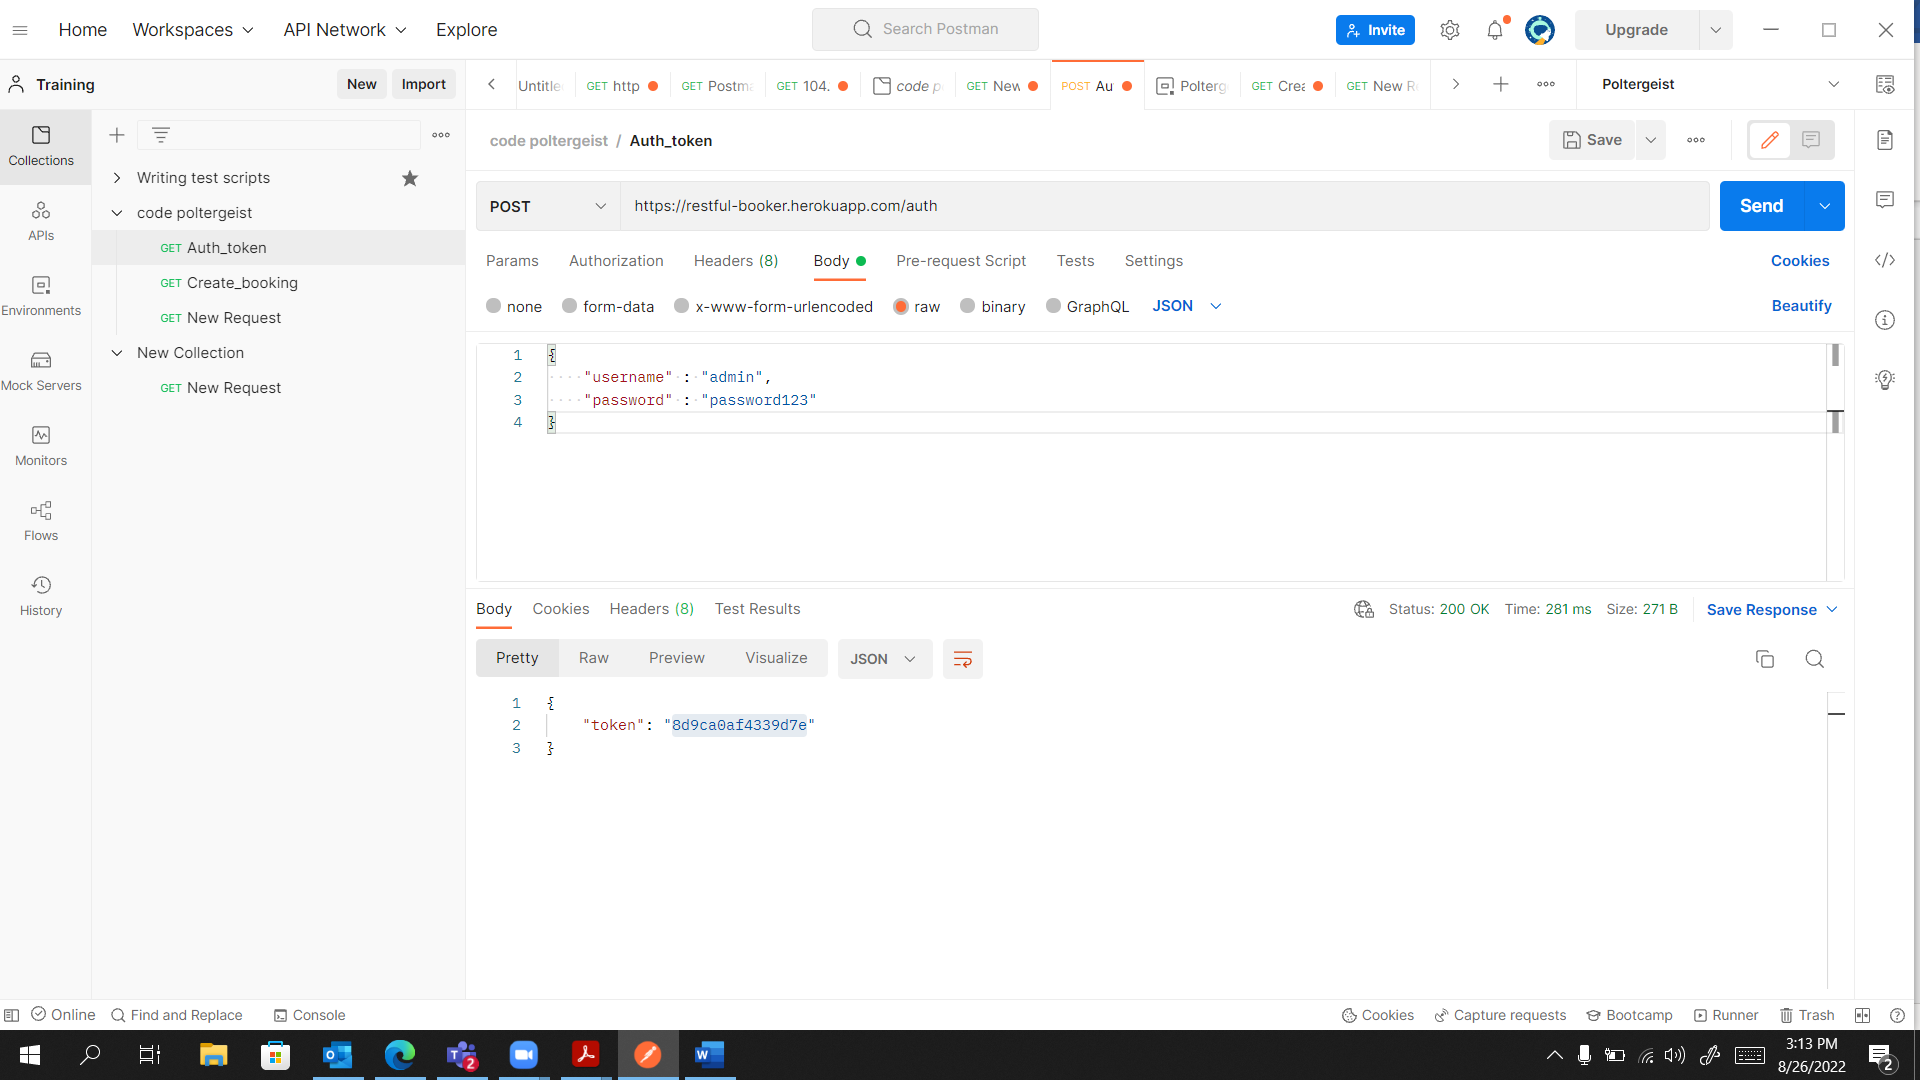 Home Workspaces API Network Explore Search Postman Invite Upgrade
Training New Import Untitle GET http GET Postma GET 104. code p GET New POST Au Polterg GET Crea GET New R Poltergeist
Collections
APIs
Environments
Mock Servers
Monitors
Flows
History
Writing test scripts
code poltergeist
GET Auth_token
GET Create_booking
GET New Request
New Collection
GET New Request
code poltergeist / Auth_token Save
POST https://restful-booker.herokuapp.com/auth Send
Params Authorization Headers (8) Body Pre-request Script Tests Settings Cookies
none form-data x-www-form-urlencoded raw binary GraphQL JSON Beautify
1 {
2 "username" : "admin",
3 "password" : "password123"
4 }
Body Cookies Headers (8) Test Results Status: 200 OK Time: 281 ms Size: 271 B Save Response
Pretty Raw Preview Visualize JSON
1 {
2 "token": "8d9ca0af4339d7e"
3 }
Online Find and Replace Console Cookies Capture requests Bootcamp Runner Trash
3:13 PM
8/26/2022
2
2